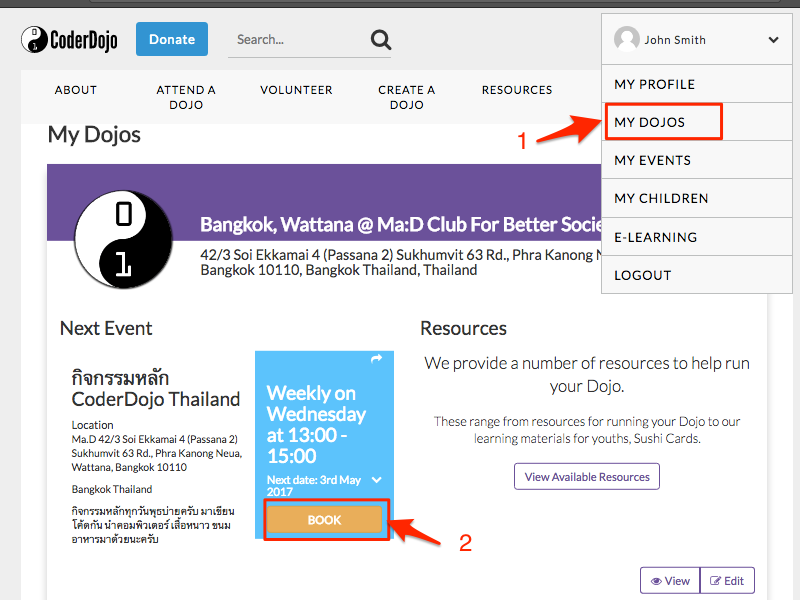 CoderDojo
Donate
Search...
John Smith
ABOUT
ATTEND A
DOJO
VOLUNTEER
CREATE A
DOJO
RESOURCES
MY PROFILE
MY DOJOS
MY EVENTS
MY CHILDREN
E-LEARNING
LOGOUT
1
My Dojos
0
1
Bangkok, Wattana @ Ma:D Club For Better Socie
42/3 Soi Ekkamai 4 (Passana 2) Sukhumvit 63 Rd., Phra Kanong N
Bangkok 10110, Bangkok Thailand, Thailand
Next Event
กิจกรรมหลัก
CoderDojo Thailand
Location
Ma.D 42/3 Soi Ekkamai 4 (Passana 2)
Sukhumvit 63 Rd., Phra Kanong Neua,
Wattana, Bangkok 10110
Bangkok Thailand
กิจกรรมหลักทุกวันพุธบ่ายครับ มาเขียน
โค้ดกัน นำคอมพิวเตอร์ เสื้อหนาว ขนม
อาหารมาด้วยนะครับ
Weekly on
Wednesday
at 13:00 -
15:00
Next date: 3rd May
2017
BOOK
2
Resources
We provide a number of resources to help run
your Dojo.
These range from resources for running your Dojo to our
learning materials for youths, Sushi Cards.
View Available Resources
View
Edit